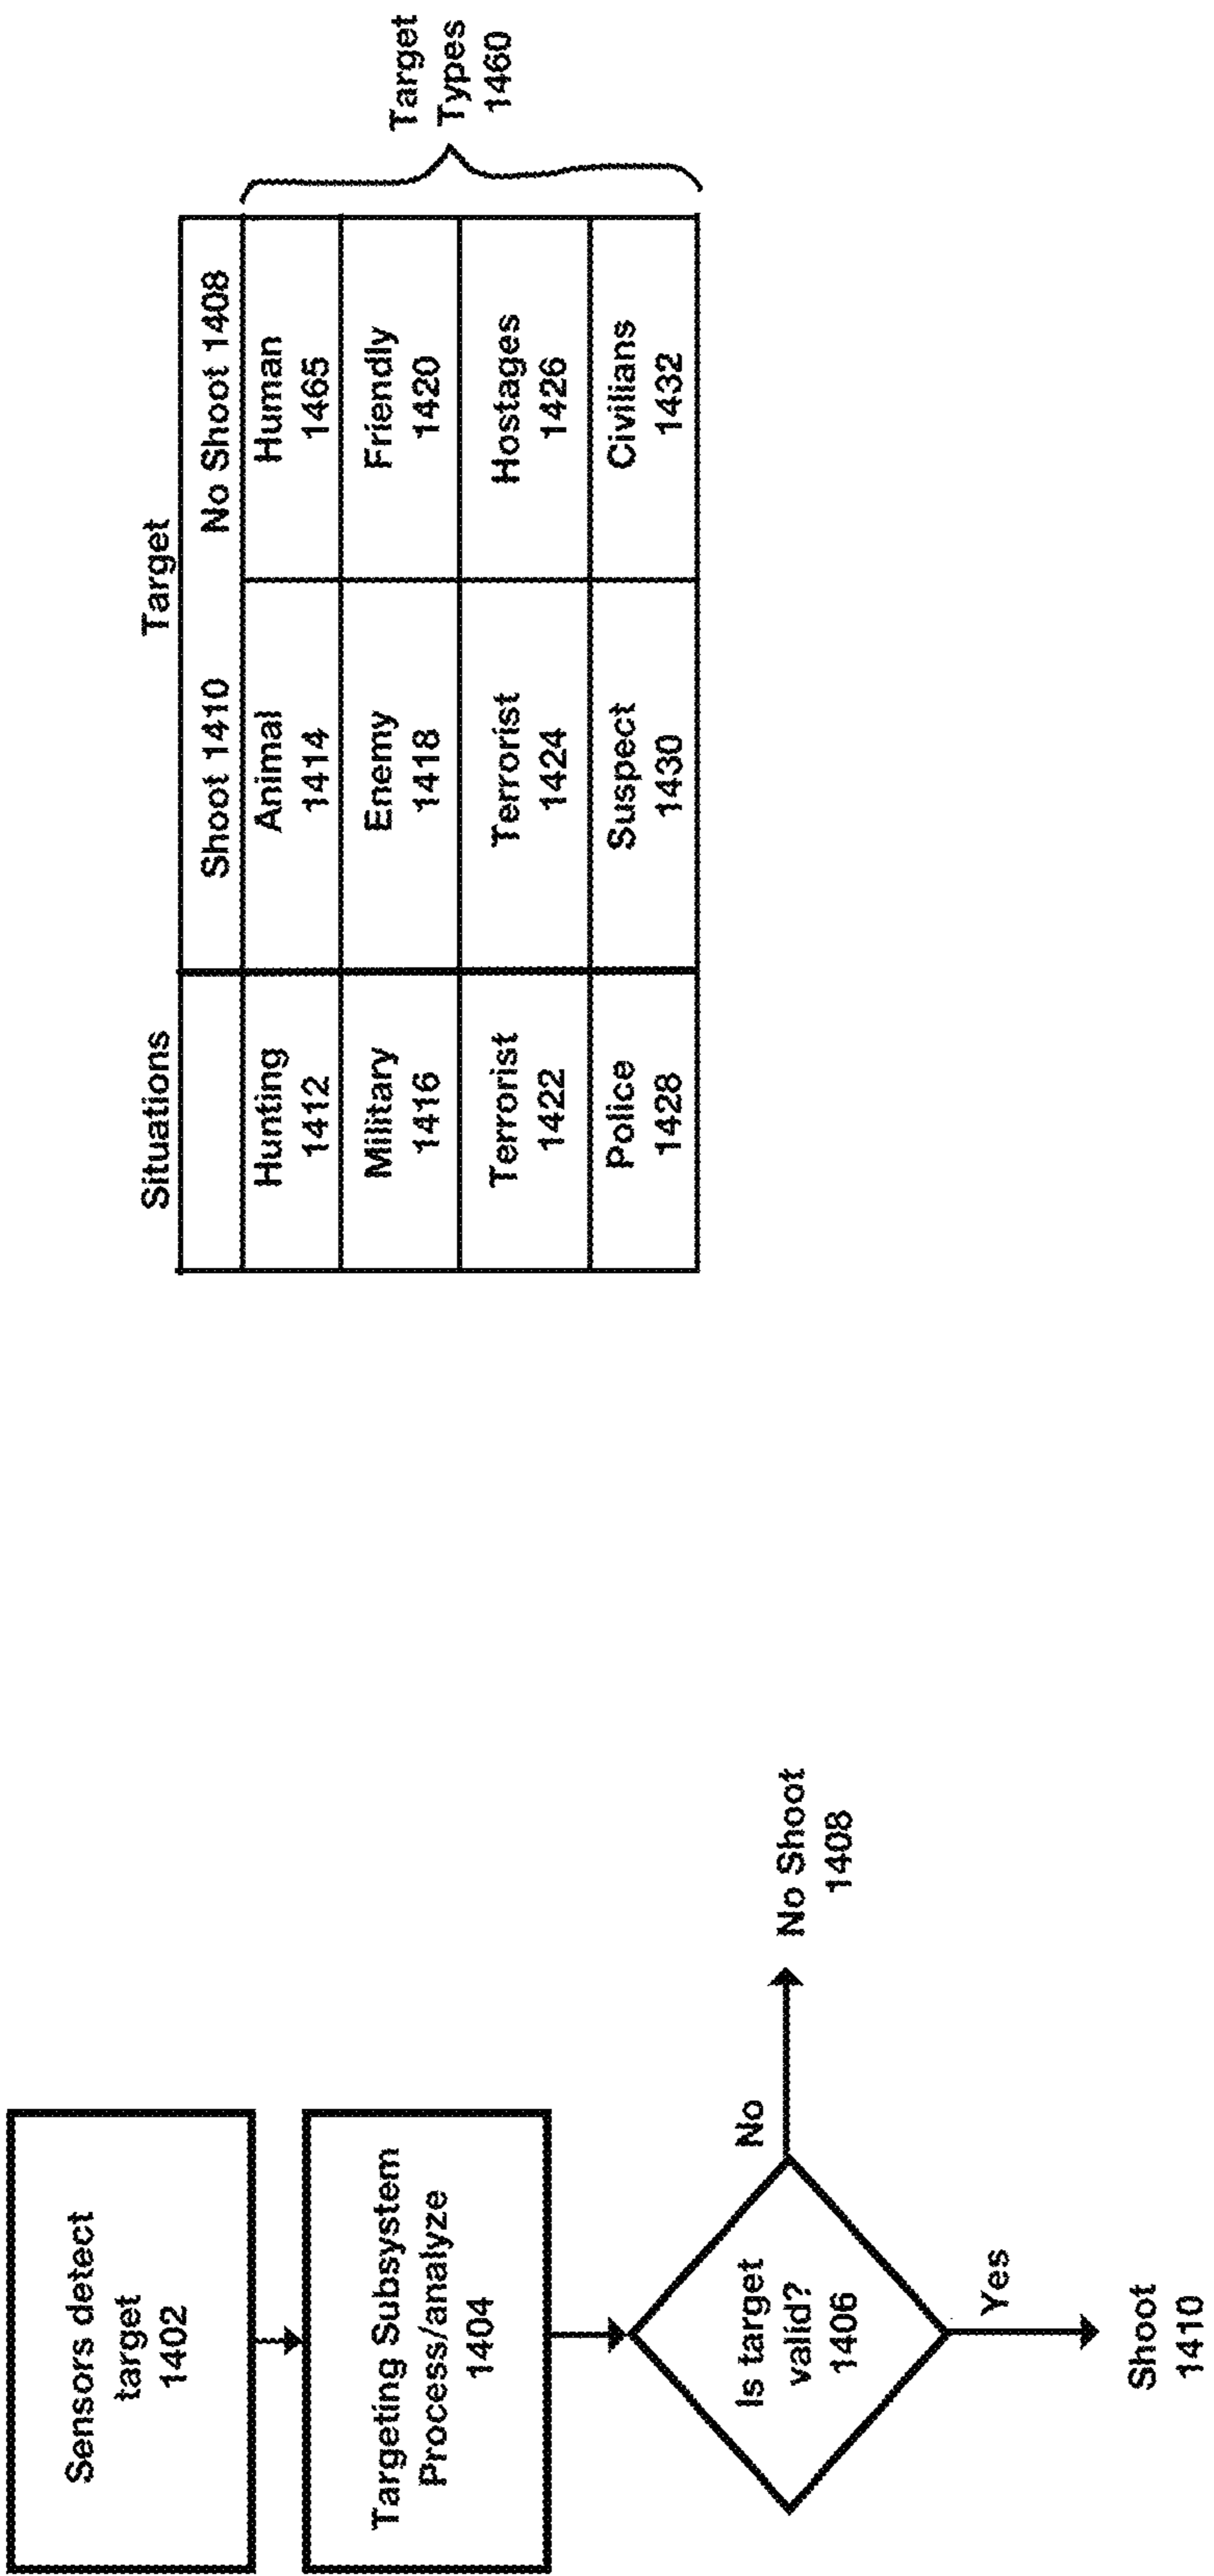 Sensors detect
target
1402
Targeting Subsystem
Process/analyze
1404
Is target
valid?
1406
No
No Shoot
1408
Yes
Shoot
1410
Situations
Target
Shoot 1410
No Shoot 1408
Hunting
1412
Animal
1414
Human
1465
Military
1416
Enemy
1418
Friendly
1420
Terrorist
1422
Terrorist
1424
Hostages
1426
Police
1428
Suspect
1430
Civilians
1432
Target
Types
1460